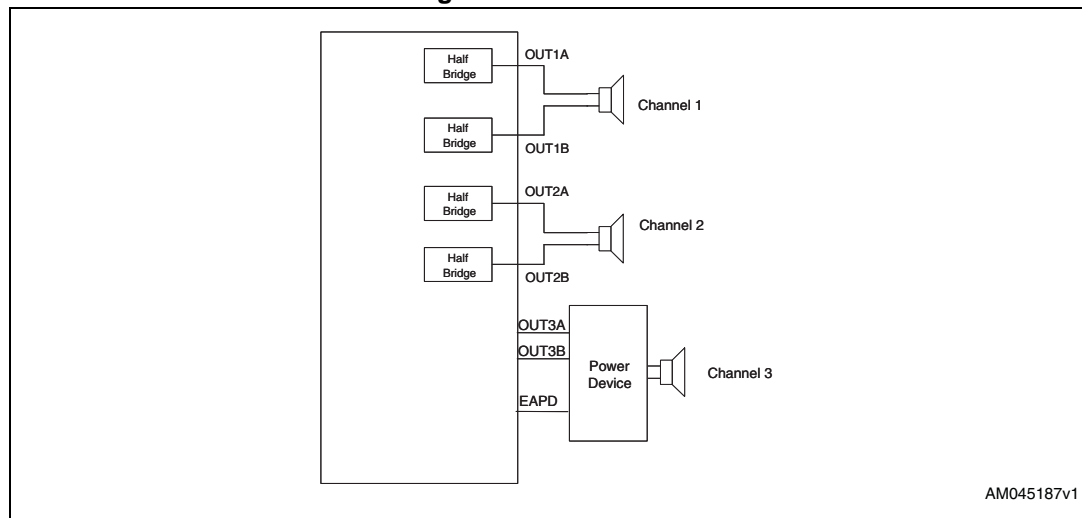 Half
Bridge
OUT1A
Channel 1
Half
Bridge
OUT1B
Half
Bridge
OUT2A
Channel 2
Half
Bridge
OUT2B
OUT3A
OUT3B
Power
Device
Channel 3
EAPD
AM045187v1